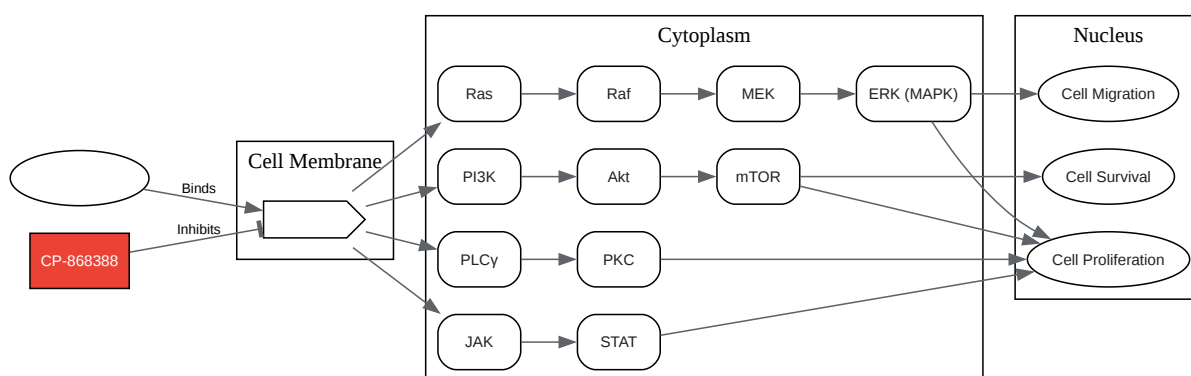 Cytoplasm
Nucleus
Cell Membrane
Binds
Inhibits
CP-868388
Ras
Raf
MEK
ERK (MAPK)
Cell Migration
PI3K
Akt
mTOR
Cell Survival
PLCγ
PKC
Cell Proliferation
JAK
STAT